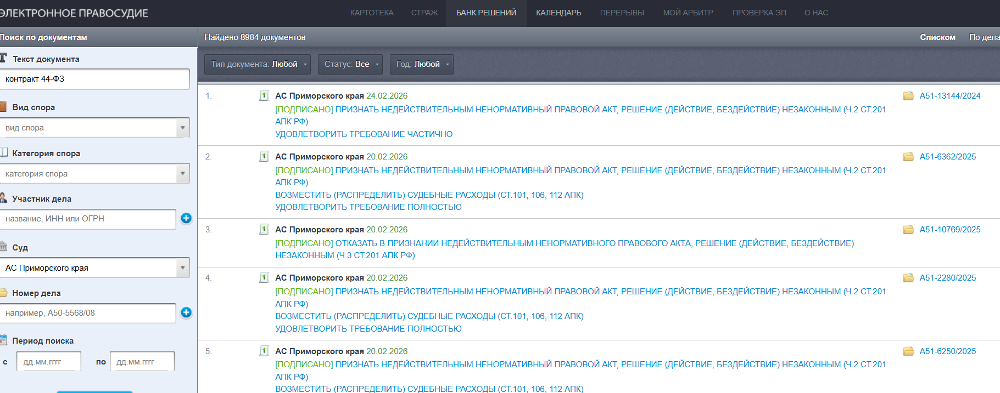 ЭЛЕКТРОННОЕ ПРАВОСУДИЕ
КАРТОТЕКА СТРАЖ БАНК РЕШЕНИЙ КАЛЕНДАРЬ ПЕРЕРЫВЫ МОЙ АРБИТР ПРОВЕРКА ЭП О НАС
Поиск по документам
Найдено 8984 документов
Списком По дела
Тип документа: Любой Статус: Все Год: Любой
Текст документа
контракт 44-ФЗ
Вид спора
вид спора
Категория спора
категория спора
Участник дела
название, ИНН или ОГРН
Суд
АС Приморского края
Номер дела
например, А50-5568/08
Период поиска
с дд.мм.гггг по дд.мм.гггг
1. 1 АС Приморского края 24.02.2026 А51-13144/2024
[ПОДПИСАНО] ПРИЗНАТЬ НЕДЕЙСТВИТЕЛЬНЫМ НЕНОРМАТИВНЫЙ ПРАВОВОЙ АКТ, РЕШЕНИЕ (ДЕЙСТВИЕ, БЕЗДЕЙСТВИЕ) НЕЗАКОННЫМ (Ч.2 СТ.201
АПК РФ)
УДОВЛЕТВОРИТЬ ТРЕБОВАНИЕ ЧАСТИЧНО
2. 1 АС Приморского края 20.02.2026 А51-6362/2025
[ПОДПИСАНО] ПРИЗНАТЬ НЕДЕЙСТВИТЕЛЬНЫМ НЕНОРМАТИВНЫЙ ПРАВОВОЙ АКТ, РЕШЕНИЕ (ДЕЙСТВИЕ, БЕЗДЕЙСТВИЕ) НЕЗАКОННЫМ (Ч.2 СТ.201
АПК РФ)
ВОЗМЕСТИТЬ (РАСПРЕДЕЛИТЬ) СУДЕБНЫЕ РАСХОДЫ (СТ.101, 106, 112 АПК)
УДОВЛЕТВОРИТЬ ТРЕБОВАНИЕ ПОЛНОСТЬЮ
3. 1 АС Приморского края 20.02.2026 А51-10769/2025
[ПОДПИСАНО] ОТКАЗАТЬ В ПРИЗНАНИИ НЕДЕЙСТВИТЕЛЬНЫМ НЕНОРМАТИВНОГО ПРАВОВОГО АКТА, РЕШЕНИЕ (ДЕЙСТВИЕ, БЕЗДЕЙСТВИЕ)
НЕЗАКОННЫМ (Ч.3 СТ.201 АПК РФ)
4. 1 АС Приморского края 20.02.2026 А51-2280/2025
[ПОДПИСАНО] ПРИЗНАТЬ НЕДЕЙСТВИТЕЛЬНЫМ НЕНОРМАТИВНЫЙ ПРАВОВОЙ АКТ, РЕШЕНИЕ (ДЕЙСТВИЕ, БЕЗДЕЙСТВИЕ) НЕЗАКОННЫМ (Ч.2 СТ.201
АПК РФ)
ВОЗМЕСТИТЬ (РАСПРЕДЕЛИТЬ) СУДЕБНЫЕ РАСХОДЫ (СТ.101, 106, 112 АПК)
УДОВЛЕТВОРИТЬ ТРЕБОВАНИЕ ПОЛНОСТЬЮ
5. 1 АС Приморского края 20.02.2026 А51-6250/2025
[ПОДПИСАНО] ПРИЗНАТЬ НЕДЕЙСТВИТЕЛЬНЫМ НЕНОРМАТИВНЫЙ ПРАВОВОЙ АКТ, РЕШЕНИЕ (ДЕЙСТВИЕ, БЕЗДЕЙСТВИЕ) НЕЗАКОННЫМ (Ч.2 СТ.201
АПК РФ)
ВОЗМЕСТИТЬ (РАСПРЕДЕЛИТЬ) СУДЕБНЫЕ РАСХОДЫ (СТ.101, 106, 112 АПК)